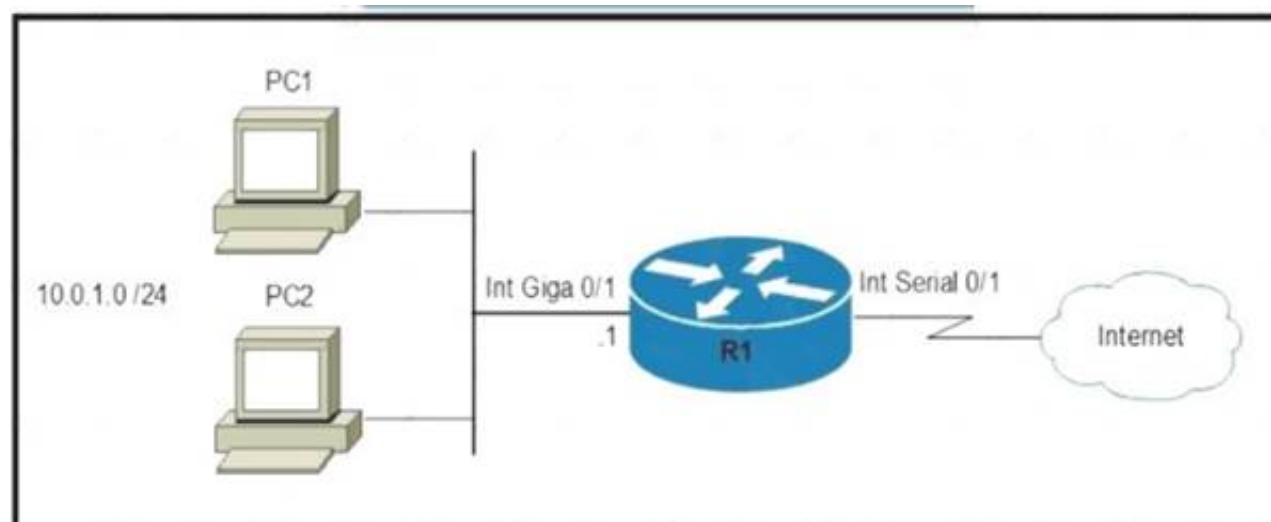 PC1
10.0.1.0 /24
PC2
Int Giga 0/1
.1
R1
Int Serial 0/1
Internet